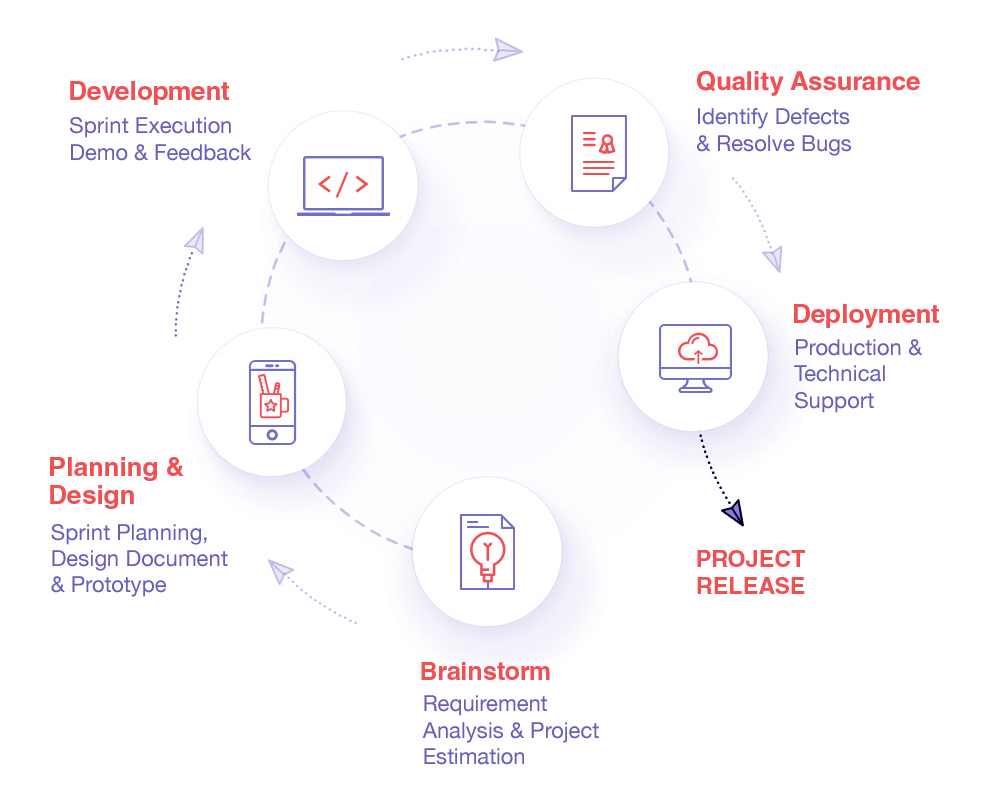 Development
Sprint Execution
Demo & Feedback
Quality Assurance
Identify Defects
& Resolve Bugs
</>
Deployment
Production &
Technical
Support
Planning &
Design
Sprint Planning,
Design Document
& Prototype
PROJECT
RELEASE
Brainstorm
Requirement
Analysis & Project
Estimation